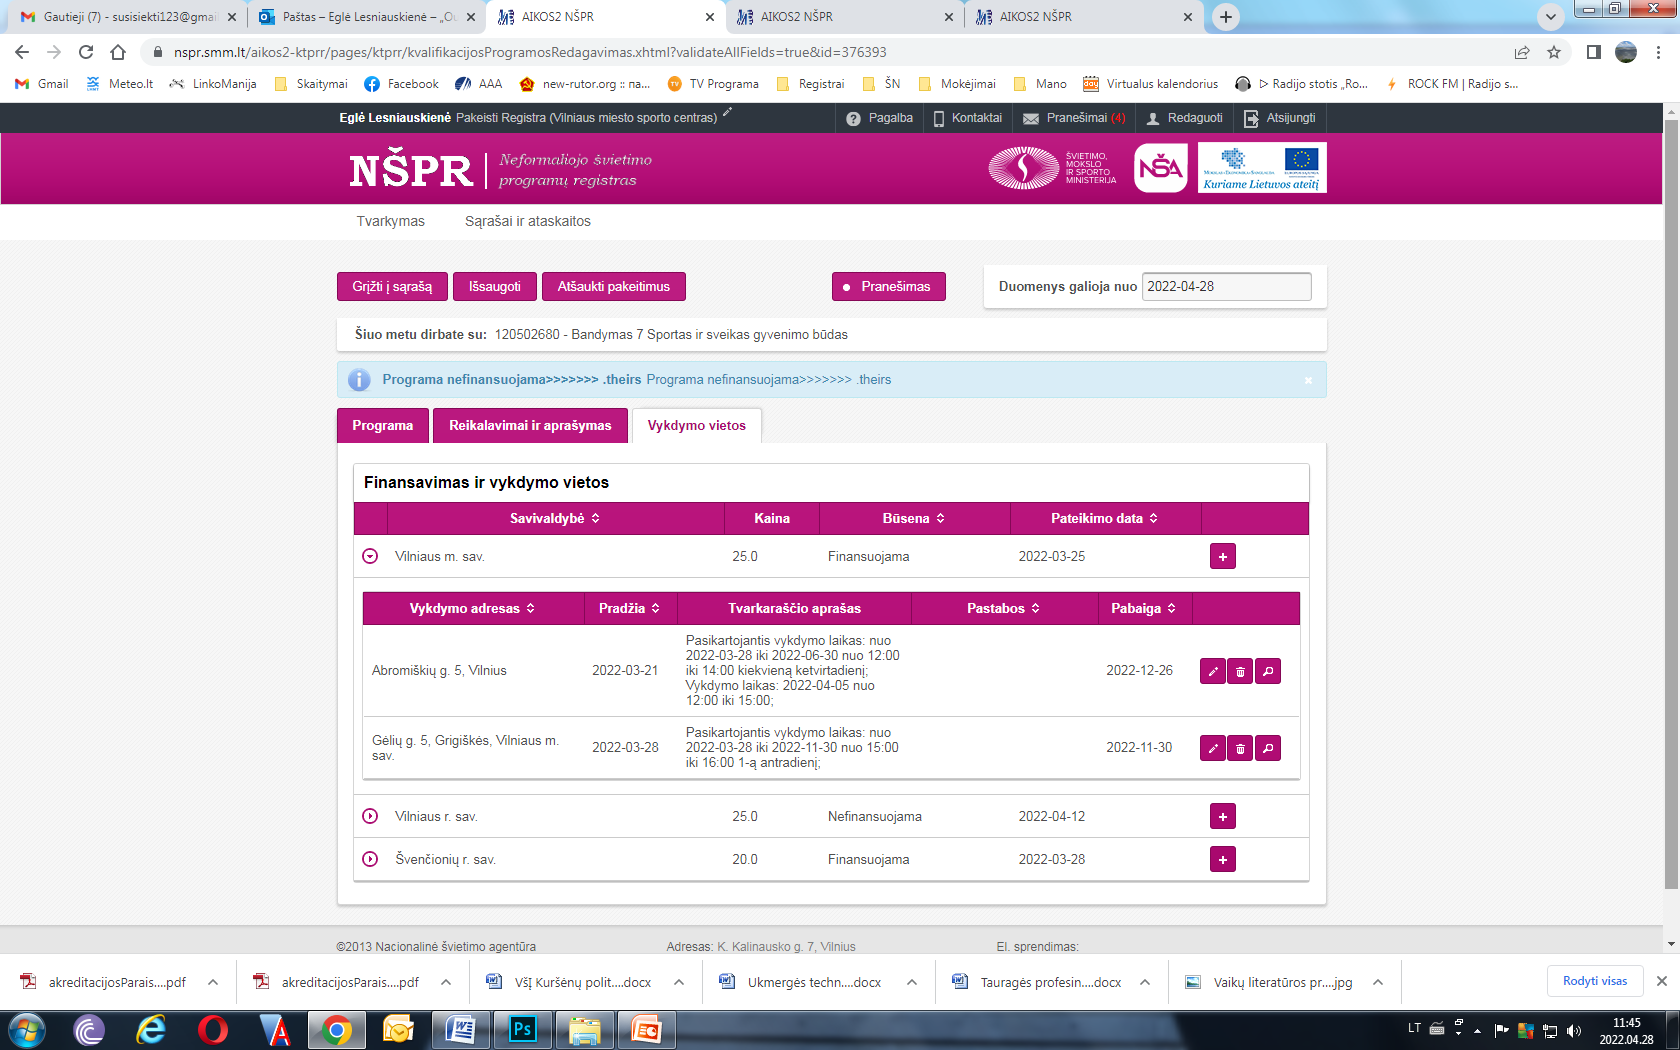 Gautieji (7) - susisiekti123@gmai
Paštas – Eglė Lesniauskienė – „Ou
AIKOS2 NŠPR
AIKOS2 NŠPR
AIKOS2 NŠPR
nspr.smm.lt/aikos2-ktprr/pages/ktprr/kvalifikacijosProgramosRedagavimas.xhtml?validateAllFields=true&id=376393
Gmail
Meteo.lt
LinkoManija
Skaitymai
Facebook
AAA
new-rutor.org :: па...
TV Programa
Registrai
ŠN
Mokėjimai
Mano
Virtualus kalendorius
ᐅ Radijo stotis „Ro...
ROCK FM | Radijo s...
Eglė Lesniauskienė Pakeisti Registra (Vilniaus miesto sporto centras)
Pagalba
Kontaktai
Pranešimai (4)
Redaguoti
Atsijungti
NŠPR
Neformaliojo švietimo
programų registras
ŠVIETIMO,
MOKSLO
IR SPORTO
MINISTERIJA
NŠA
Kuriame Lietuvos ateitį
Tvarkymas
Sąrašai ir ataskaitos
Grįžti į sąrašą
Išsaugoti
Atšaukti pakeitimus
Pranešimas
Duomenys galioja nuo 2022-04-28
Šiuo metu dirbate su: 120502680 - Bandymas 7 Sportas ir sveikas gyvenimo būdas
Programa nefinansuojama>>>>>>> .theirs Programa nefinansuojama>>>>>>> .theirs
Programa
Reikalavimai ir aprašymas
Vykdymo vietos
Finansavimas ir vykdymo vietos
Savivaldybė Kaina Būsena Pateikimo data
Vilniaus m. sav. 25.0 Finansuojama 2022-03-25
Vykdymo adresas Pradžia Tvarkaraščio aprašas Pastabos Pabaiga
Abromiškių g. 5, Vilnius
2022-03-21
Pasikartojantis vykdymo laikas: nuo
2022-03-28 iki 2022-06-30 nuo 12:00
iki 14:00 kiekvieną ketvirtadienį;
Vykdymo laikas: 2022-04-05 nuo
12:00 iki 15:00;
2022-12-26
Gėlių g. 5, Grigiškės, Vilniaus m.
sav.
2022-03-28
Pasikartojantis vykdymo laikas: nuo
2022-03-28 iki 2022-11-30 nuo 15:00
iki 16:00 1-ą antradienį;
2022-11-30
Vilniaus r. sav. 25.0 Nefinansuojama 2022-04-12
Švenčionių r. sav. 20.0 Finansuojama 2022-03-28
©2013 Nacionalinė švietimo agentūra
Adresas: K. Kalinausko g. 7, Vilnius
El. sprendimas:
akreditacijosParais....pdf
akreditacijosParais....pdf
VšĮ Kuršėnų polit....docx
Ukmergės techn....docx
Tauragės profesin....docx
Vaikų literatūros pr....jpg
Rodyti visas
LT
11:45
2022.04.28